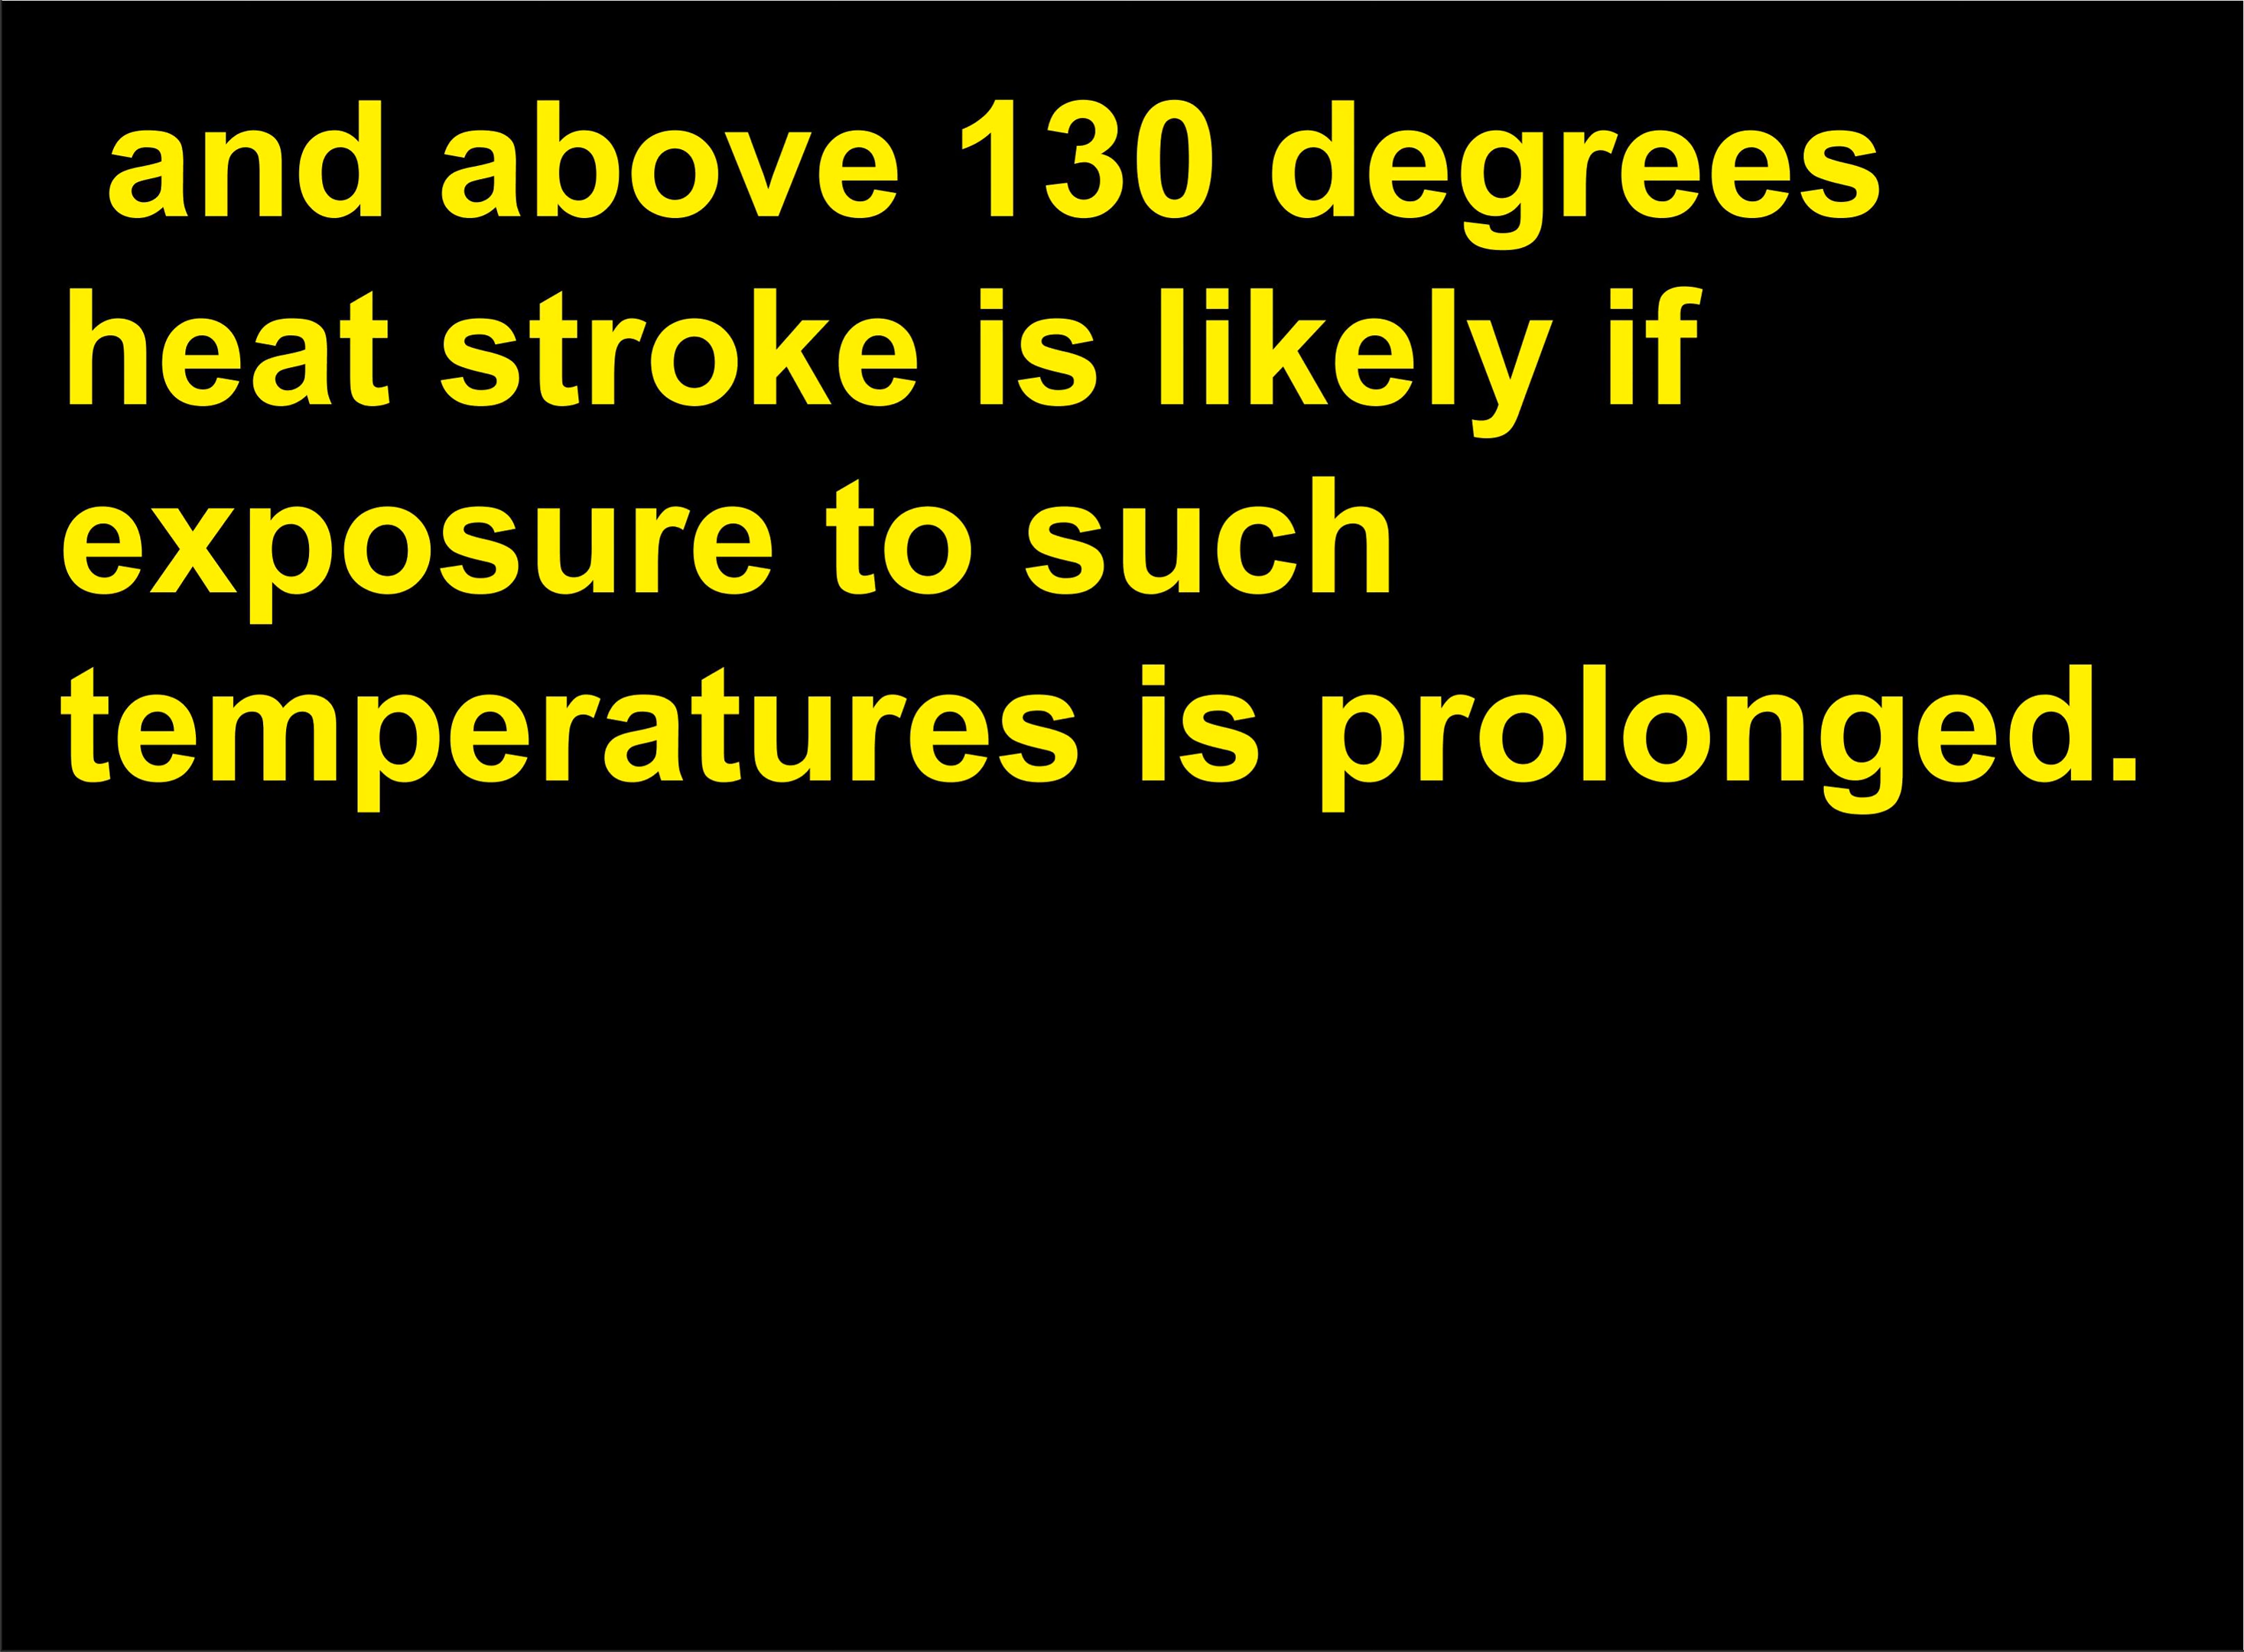 and above 130 degrees
heat stroke is likely if
exposure to such
temperatures is prolonged.